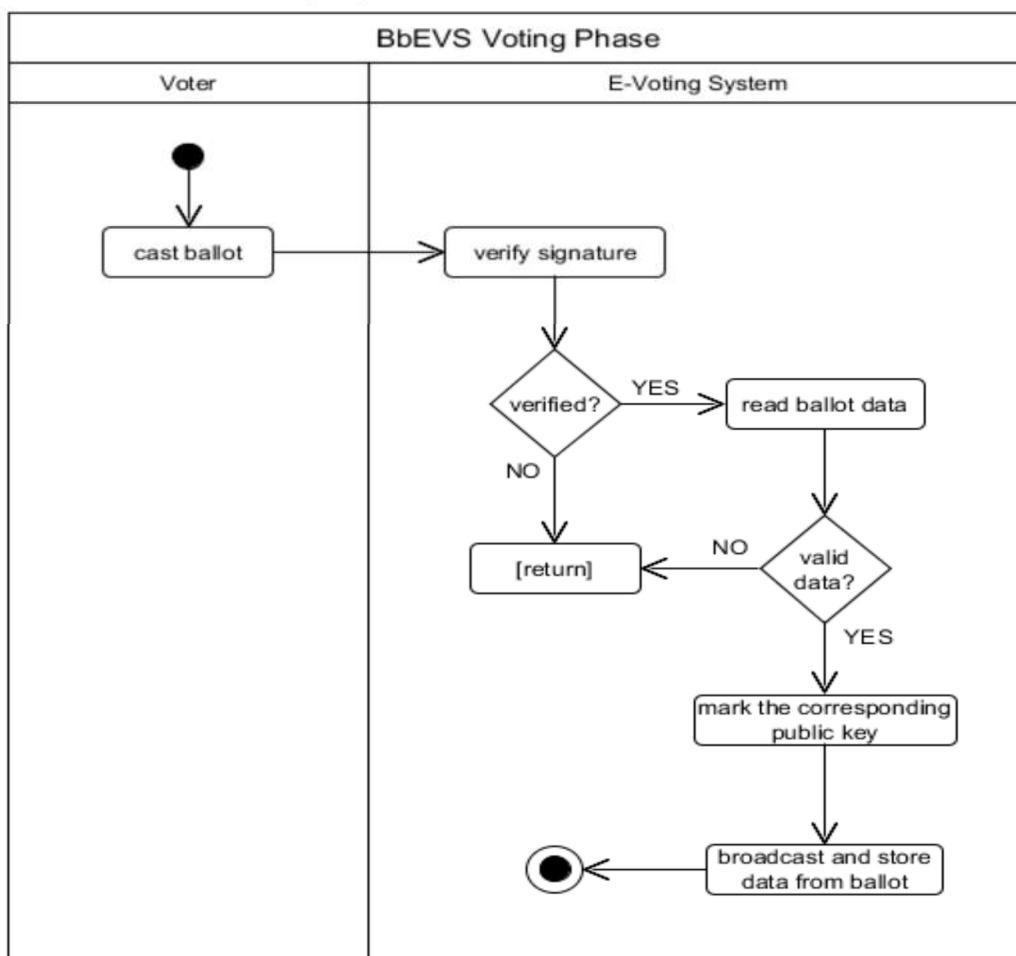 BbEVS Voting Phase
Voter
E-Voting System
cast ballot
verify signature
verified?
YES
read ballot data
NO
[return]
NO
valid
data?
YES
mark the corresponding
public key
broadcast and store
data from ballot